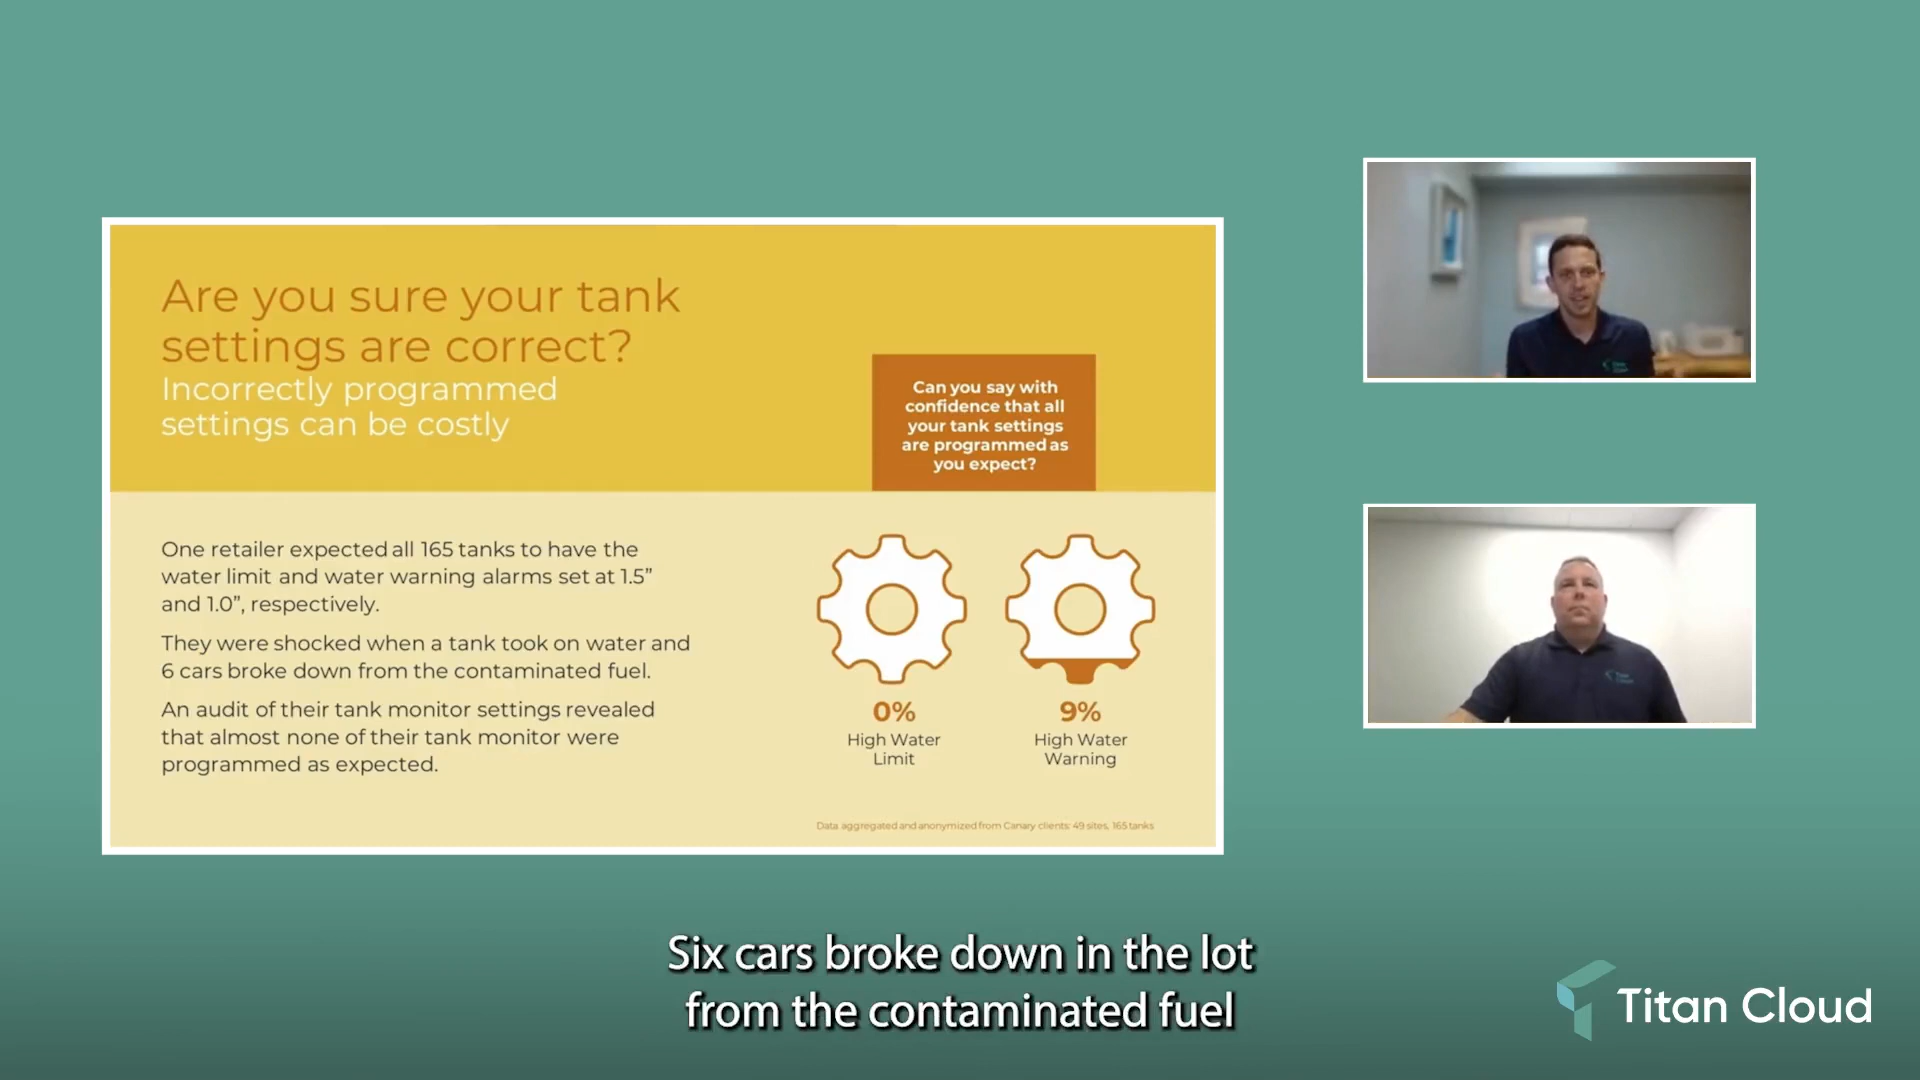 Are you sure your tank
settings are correct?
Incorrectly programmed
settings can be costly
Can you say with
confidence that all
your tank settings
are programmed as
you expect?
One retailer expected all 165 tanks to have the
water limit and water warning alarms set at 1.5”
and 1.0”, respectively.
They were shocked when a tank took on water and
6 cars broke down from the contaminated fuel.
An audit of their tank monitor settings revealed
that almost none of their tank monitor were
programmed as expected.
0%
High Water
Limit
9%
High Water
Warning
Data aggregated and anonymized from Canary clients: 49 sites, 165 tanks
Six cars broke down in the lot
from the contaminated fuel
Titan Cloud